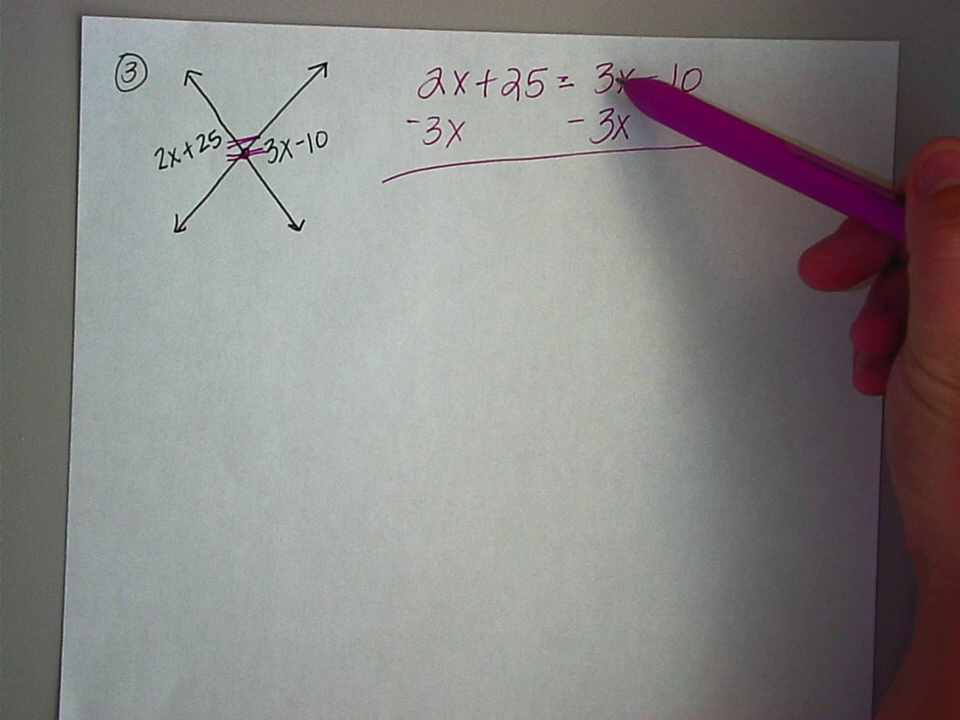 ③
2x+25
3x-10
2x+25 = 3x-10
-3x -3x